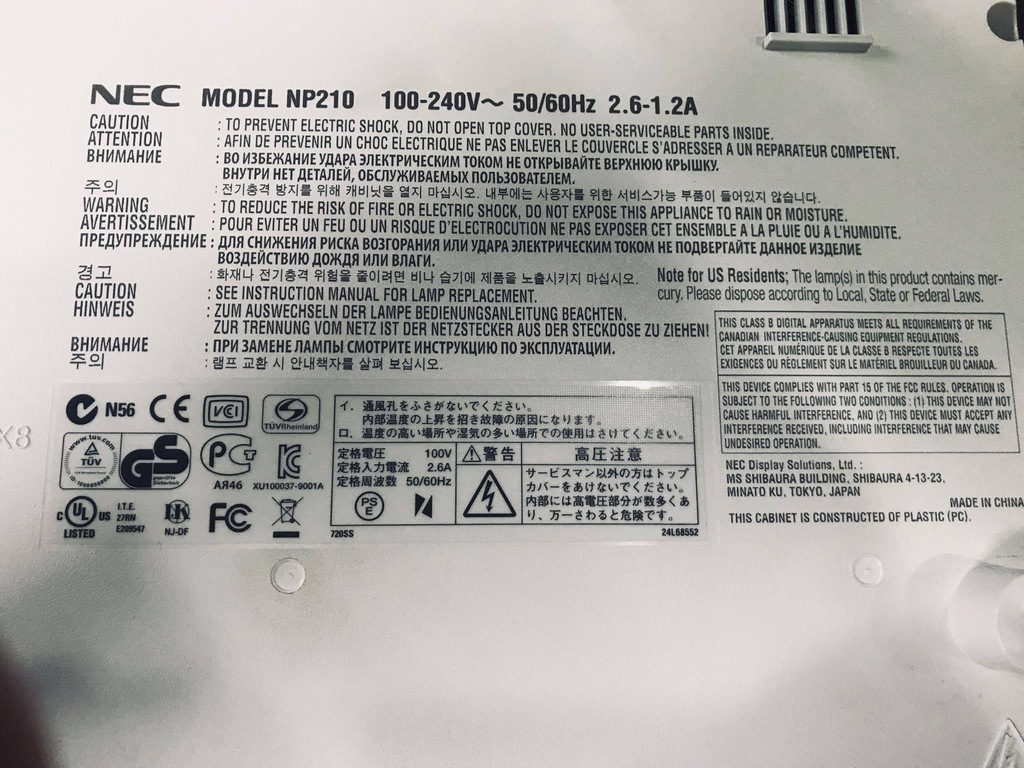 NEC MODEL NP210 100-240V~ 50/60Hz 2.6-1.2A
CAUTION : TO PREVENT ELECTRIC SHOCK, DO NOT OPEN TOP COVER. NO USER-SERVICEABLE PARTS INSIDE.
ATTENTION : AFIN DE PREVENIR UN CHOC ELECTRIQUE NE PAS ENLEVER LE COUVERCLE S'ADRESSER A UN REPARATEUR COMPETENT.
ВНИМАНИЕ : ВО ИЗБЕЖАНИЕ УДАРА ЭЛЕКТРИЧЕСКИМ ТОКОМ НЕ ОТКРЫВАЙТЕ ВЕРХНЮЮ КРЫШКУ.
ВНУТРИ НЕТ ДЕТАЛЕЙ, ОБСЛУЖИВАЕМЫХ ПОЛЬЗОВАТЕЛЕМ.
주의 : 전기충격 방지를 위해 캐비닛을 열지 마십시오. 내부에는 사용자를 위한 서비스가능 부품이 들어있지 않습니다.
WARNING : TO REDUCE THE RISK OF FIRE OR ELECTRIC SHOCK, DO NOT EXPOSE THIS APPLIANCE TO RAIN OR MOISTURE.
AVERTISSEMENT : POUR EVITER UN FEU OU UN RISQUE D'ELECTROCUTION NE PAS EXPOSER CET ENSEMBLE A LA PLUIE OU A L'HUMIDITE.
ПРЕДУПРЕЖДЕНИЕ : ДЛЯ СНИЖЕНИЯ РИСКА ВОЗГОРАНИЯ ИЛИ УДАРА ЭЛЕКТРИЧЕСКИМ ТОКОМ НЕ ПОДВЕРГАЙТЕ ДАННОЕ ИЗДЕЛИЕ
ВОЗДЕЙСТВИЮ ДОЖДЯ ИЛИ ВЛАГИ.
경고 : 화재나 전기충격 위험을 줄이려면 비나 습기에 제품을 노출시키지 마십시오.
CAUTION : SEE INSTRUCTION MANUAL FOR LAMP REPLACEMENT.
HINWEIS : ZUM AUSWECHSELN DER LAMPE BEDIENUNGSANLEITUNG BEACHTEN.
ZUR TRENNUNG VOM NETZ IST DER NETZSTECKER AUS DER STECKDOSE ZU ZIEHEN!
ВНИМАНИЕ : ПРИ ЗАМЕНЕ ЛАМПЫ СМОТРИТЕ ИНСТРУКЦИЮ ПО ЭКСПЛУАТАЦИИ.
주의 : 램프 교환 시 안내책자를 살펴 보십시오.
Note for US Residents; The lamp(s) in this product contains mer-
cury. Please dispose according to Local, State or Federal Laws.
THIS CLASS B DIGITAL APPARATUS MEETS ALL REQUIREMENTS OF THE
CANADIAN INTERFERENCE-CAUSING EQUIPMENT REGULATIONS.
CET APPAREIL NUMÉRIQUE DE LA CLASSE B RESPECTE TOUTES LES
EXIGENCES DU RÈGLEMENT SUR LE MATÉRIEL BROUILLEUR DU CANADA.
THIS DEVICE COMPLIES WITH PART 15 OF THE FCC RULES. OPERATION IS
SUBJECT TO THE FOLLOWING TWO CONDITIONS : (1) THIS DEVICE MAY NOT
CAUSE HARMFUL INTERFERENCE, AND (2) THIS DEVICE MUST ACCEPT ANY
INTERFERENCE RECEIVED, INCLUDING INTERFERENCE THAT MAY CAUSE
UNDESIRED OPERATION.
NEC Display Solutions, Ltd. :
MS SHIBAURA BUILDING, SHIBAURA 4-13-23,
MINATO KU, TOKYO, JAPAN
MADE IN CHINA
THIS CABINET IS CONSTRUCTED OF PLASTIC (PC).
N56 CE VCI TÜVRheinland
www.tuv.com
TÜV
GS
geprüfte
Sicherheit
АЯ46 XU100037-9001A
C UL US
LISTED
I.T.E.
27RN
E209547
NJ-DF
FC
イ. 通風孔をふさがないでください。
内部温度の上昇を招き故障の原因になります。
ロ. 温度の高い場所や湿気の多い場所での使用はさけてください。
定格電圧 100V
定格入力電流 2.6A
定格周波数 50/60Hz
PS
E
警告 高圧注意
サービスマン以外の方はトップ
カバーをあけないでください。
内部には高電圧部分が数多くあ
り、万一さわると危険です。
720SS
24L68552
X8